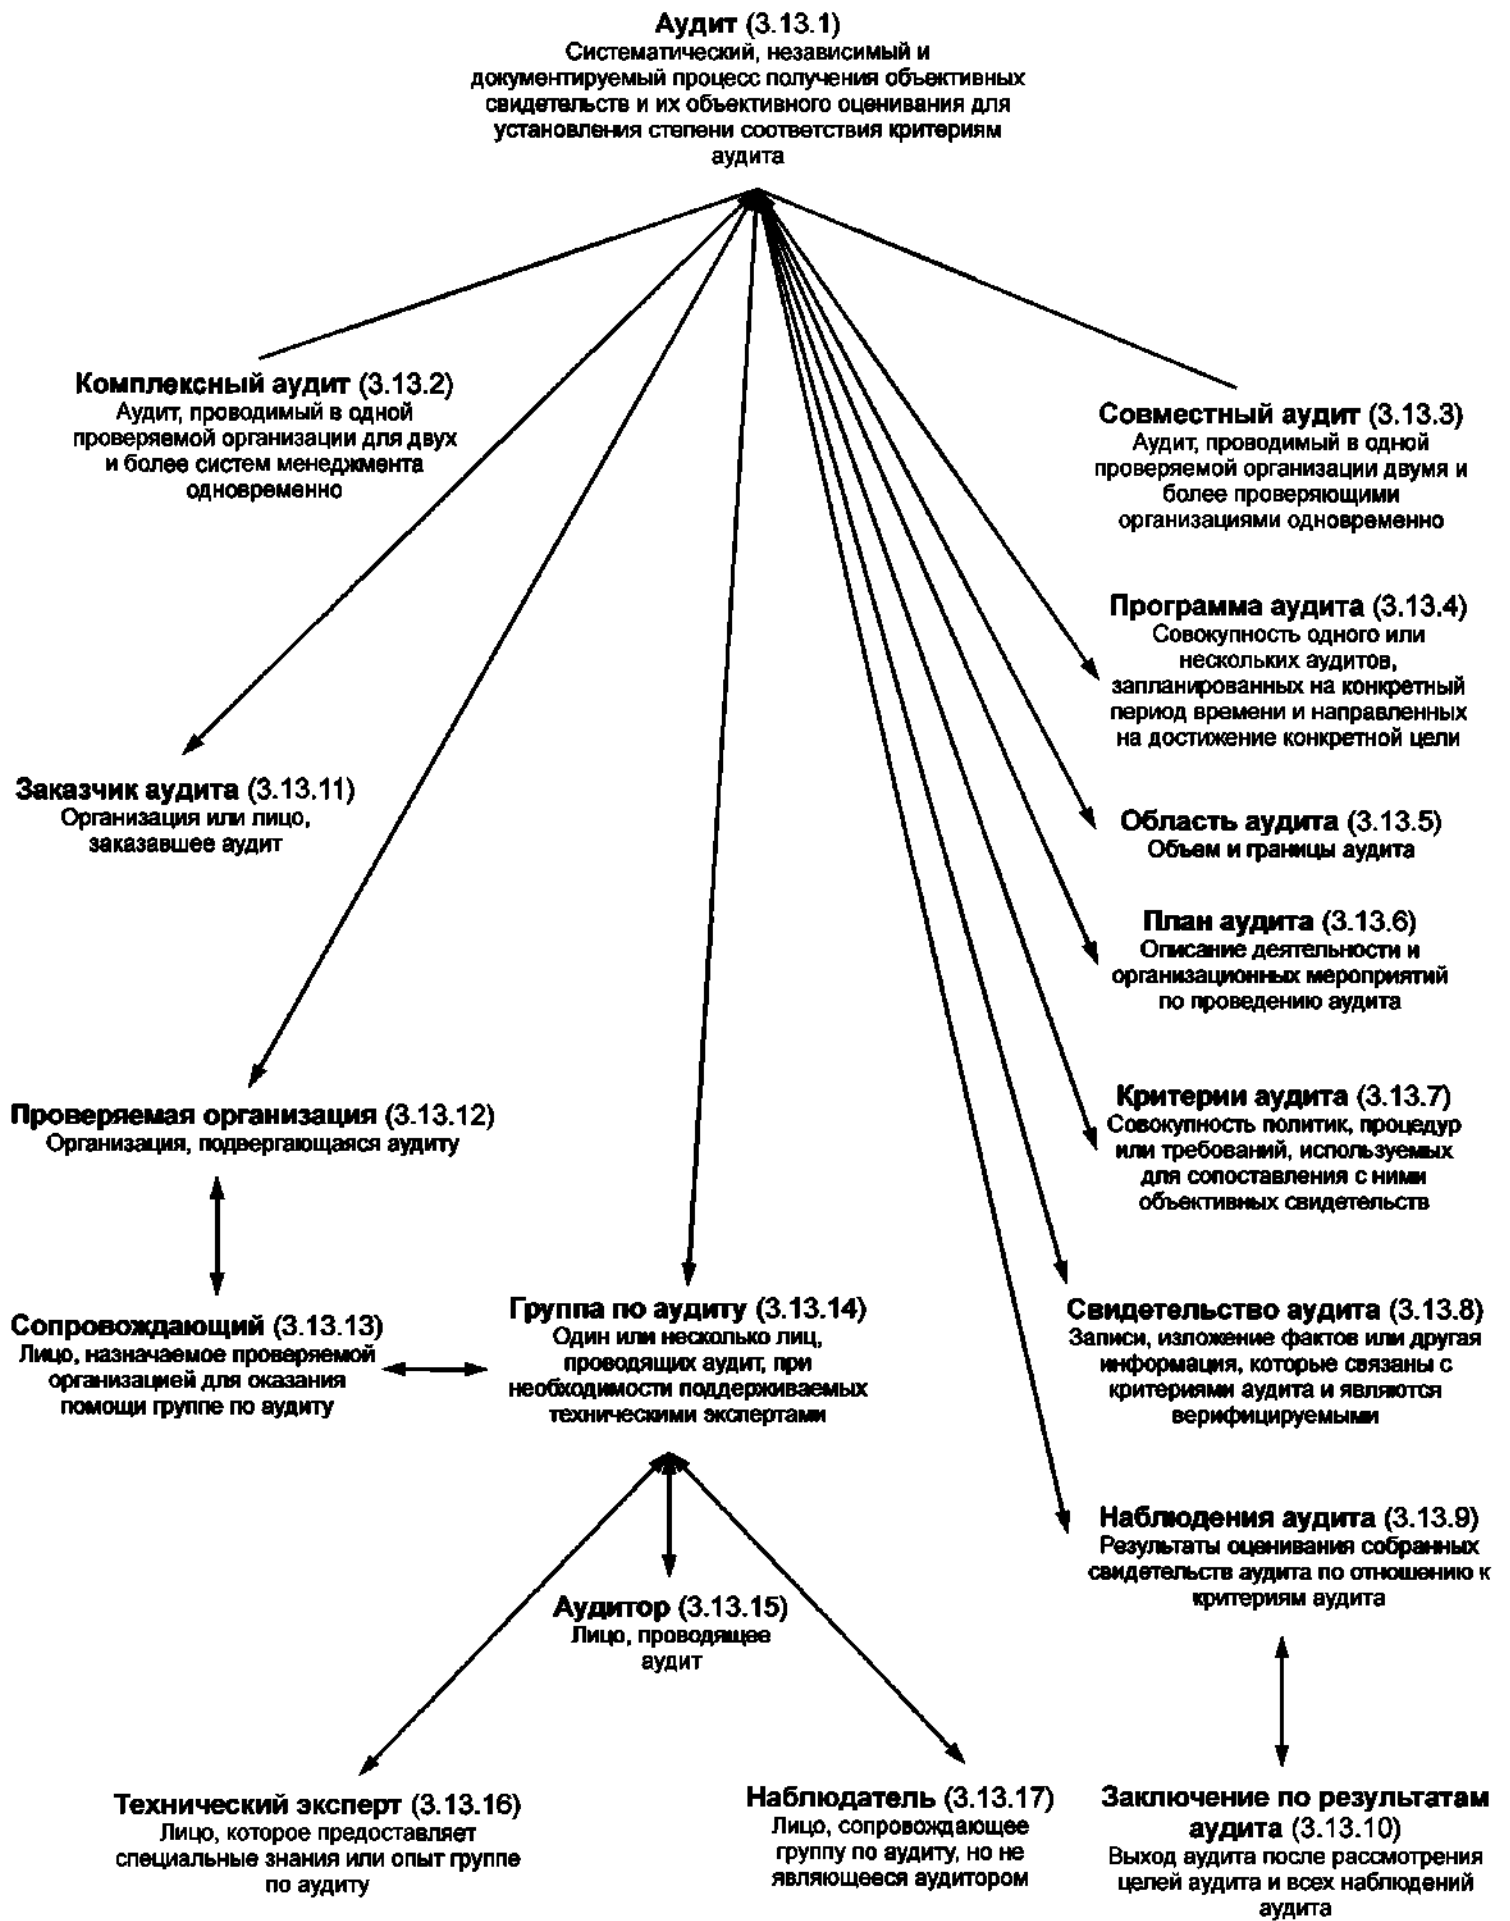 Аудит (3.13.1)
Систематический, независимый и
документируемый процесс получения объективных
свидетельств и их объективного оценивания для
установления степени соответствия критериям
аудита
Комплексный аудит (3.13.2)
Аудит, проводимый в одной
проверяемой организации для двух
и более систем менеджмента
одновременно
Совместный аудит (3.13.3)
Аудит, проводимый в одной
проверяемой организации двумя и
более проверяющими
организациями одновременно
Программа аудита (3.13.4)
Совокупность одного или
нескольких аудитов,
запланированных на конкретный
период времени и направленных
на достижение конкретной цели
Заказчик аудита (3.13.11)
Организация или лицо,
заказавшее аудит
Область аудита (3.13.5)
Объем и границы аудита
План аудита (3.13.6)
Описание деятельности и
организационных мероприятий
по проведению аудита
Критерии аудита (3.13.7)
Совокупность политик, процедур
или требований, используемых
для сопоставления с ними
объективных свидетельств
Проверяемая организация (3.13.12)
Организация, подвергающаяся аудиту
Сопровождающий (3.13.13)
Лицо, назначаемое проверяемой
организацией для оказания
помощи группе по аудиту
Группа по аудиту (3.13.14)
Один или несколько лиц,
проводящих аудит, при
необходимости поддерживаемых
техническими экспертами
Свидетельство аудита (3.13.8)
Записи, изложение фактов или другая
информация, которые связаны с
критериями аудита и являются
верифицируемыми
Наблюдения аудита (3.13.9)
Результаты оценивания собранных
свидетельств аудита по отношению к
критериям аудита
Аудитор (3.13.15)
Лицо, проводящее
аудит
Технический эксперт (3.13.16)
Лицо, которое предоставляет
специальные знания или опыт группе
по аудиту
Наблюдатель (3.13.17)
Лицо, сопровождающее
группу по аудиту, но не
являющееся аудитором
Заключение по результатам
аудита (3.13.10)
Выход аудита после рассмотрения
целей аудита и всех наблюдений
аудита